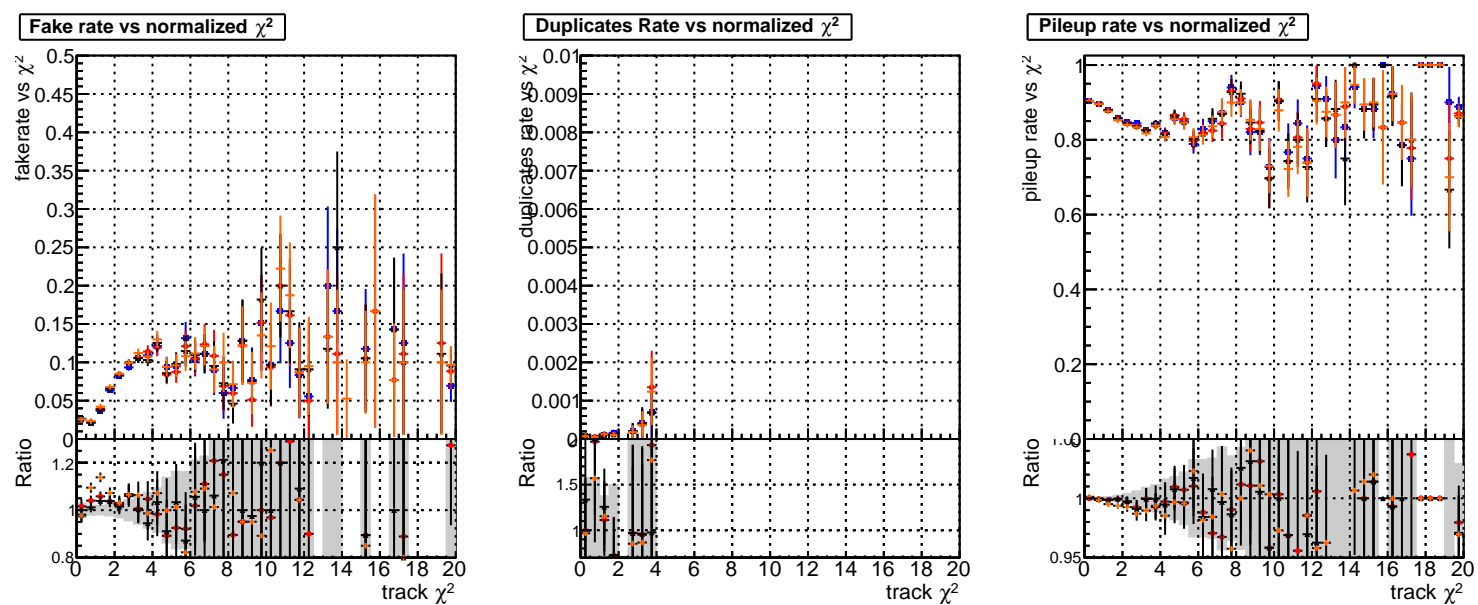 Fake rate vs normalized χ²
fakerate vs χ²
0.5
0.45
0.4
0.35
0.3
0.25
0.2
0.15
0.1
0.05
0
Ratio
1.2
1
0.8
0 2 4 6 8 10 12 14 16 18 20
track χ²
Duplicates Rate vs normalized χ²
duplicates rate vs χ²
0.01
0.009
0.008
0.007
0.006
0.005
0.004
0.003
0.002
0.001
0
Ratio
1.5
1
0 2 4 6 8 10 12 14 16 18 20
track χ²
Pileup rate vs normalized χ²
pileup rate vs χ²
1
0.8
0.6
0.4
0.2
Ratio
1
0.95
0 2 4 6 8 10 12 14 16 18 20
track χ²